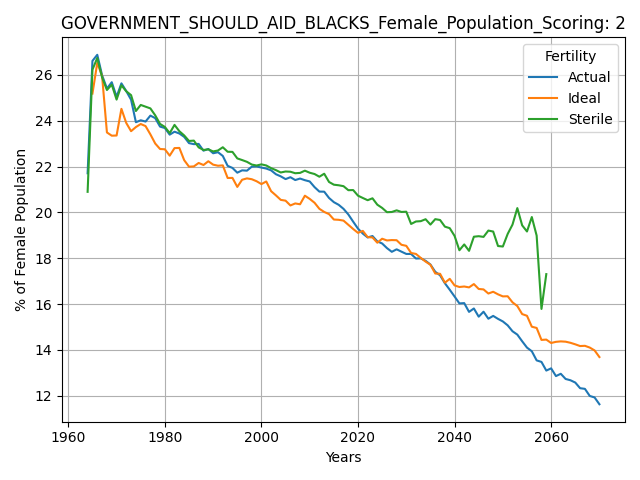 GOVERNMENT_SHOULD_AID_BLACKS_Female_Population_Scoring: 2
Fertility
Actual
Ideal
Sterile
% of Female Population
26
24
22
20
18
16
14
12
1960
1980
2000
2020
2040
2060
Years